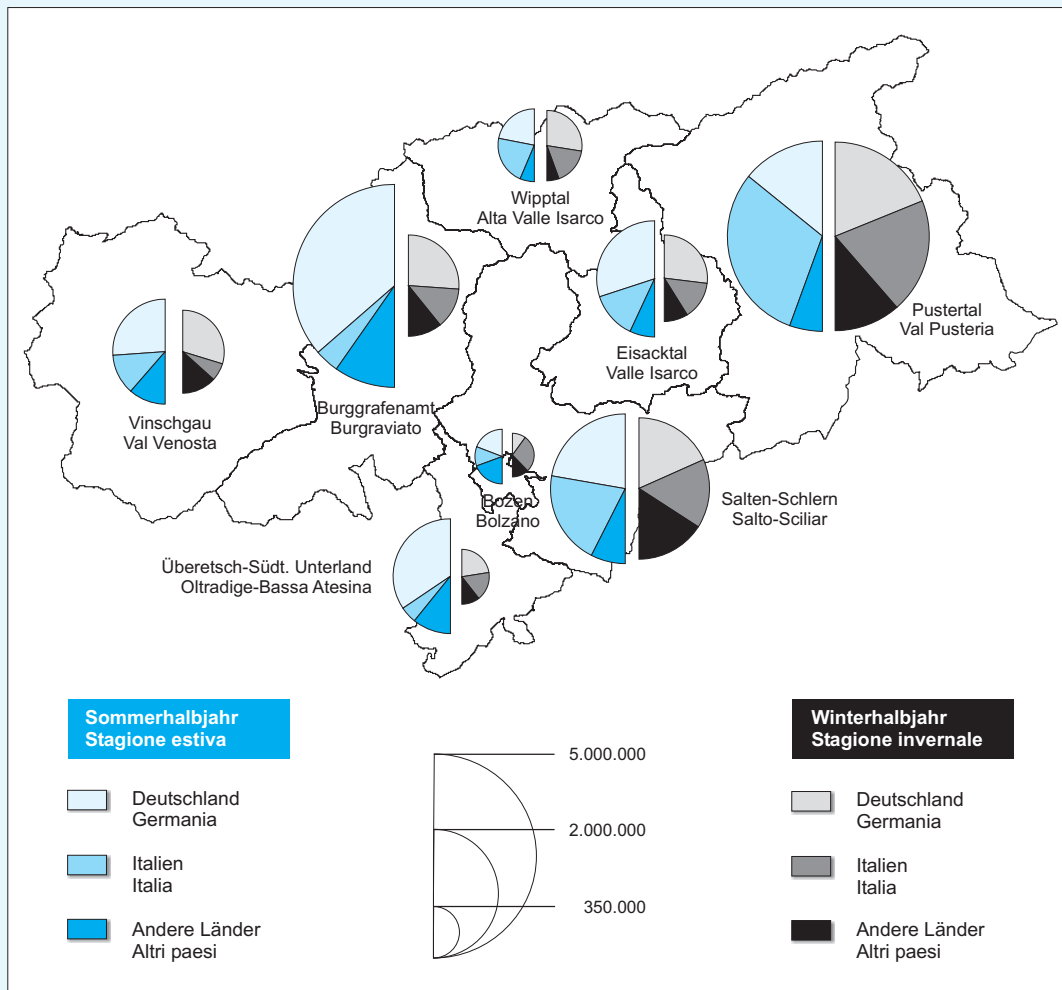 Wipptal
Alta Valle Isarco
Pustertal
Val Pusteria
Eisacktal
Valle Isarco
Burggrafenamt
Burgraviato
Vinschgau
Val Venosta
Bozen
Bolzano
Salten-Schlern
Salto-Sciliar
Überetsch-Südt. Unterland
Oltradige-Bassa Atesina
Sommerhalbjahr
Stagione estiva
Deutschland
Germania
Italien
Italia
Andere Länder
Altri paesi
5.000.000
2.000.000
350.000
Winterhalbjahr
Stagione invernale
Deutschland
Germania
Italien
Italia
Andere Länder
Altri paesi